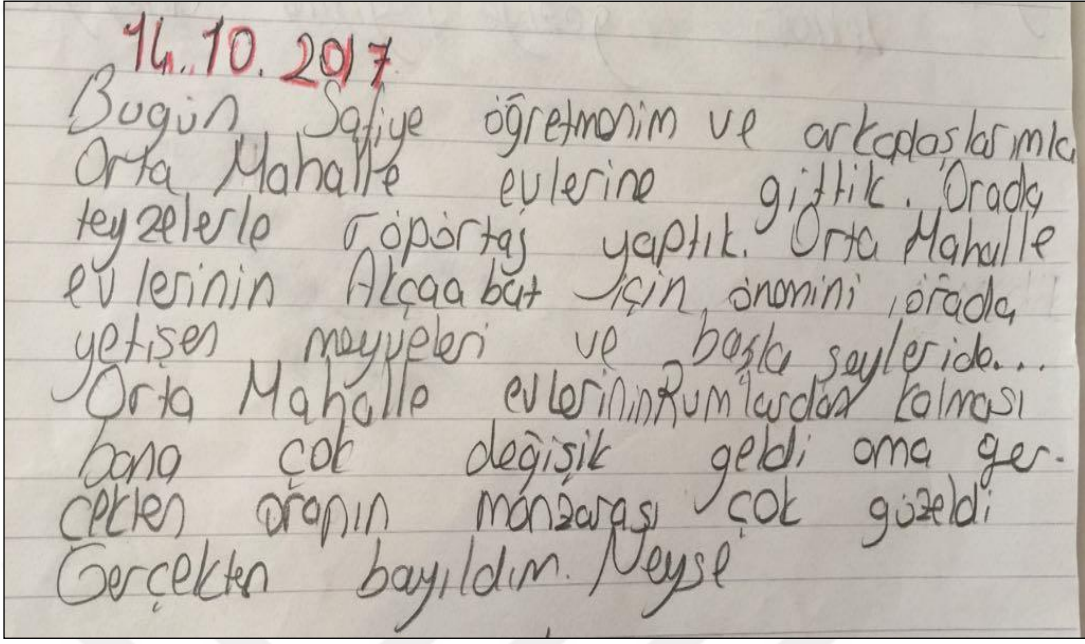 14.10.2017
Bugün Safiye öğretmenim ve arkadaşlarımla
Orta Mahalle evlerine gittik. Orada
teyzelerle röportaj yaptık. Orta Mahalle
evlerinin Akçaabat için önemini, orada
yetişen meyveleri ve başka şeyleride...
Orta Mahalle evlerinin Rum'lardan kalması
bana çok değişik geldi ama ger-
çekten oranın manzarası çok güzeldi
Gerçekten bayıldım. Neyse